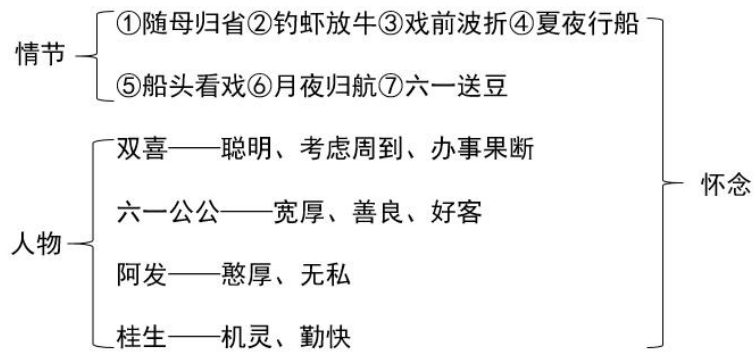 情节
①随母归省②钓虾放牛③戏前波折④夏夜行船
⑤船头看戏⑥月夜归航⑦六一送豆
人物
双喜——聪明、考虑周到、办事果断
六一公公——宽厚、善良、好客
阿发——憨厚、无私
桂生——机灵、勤快
怀念